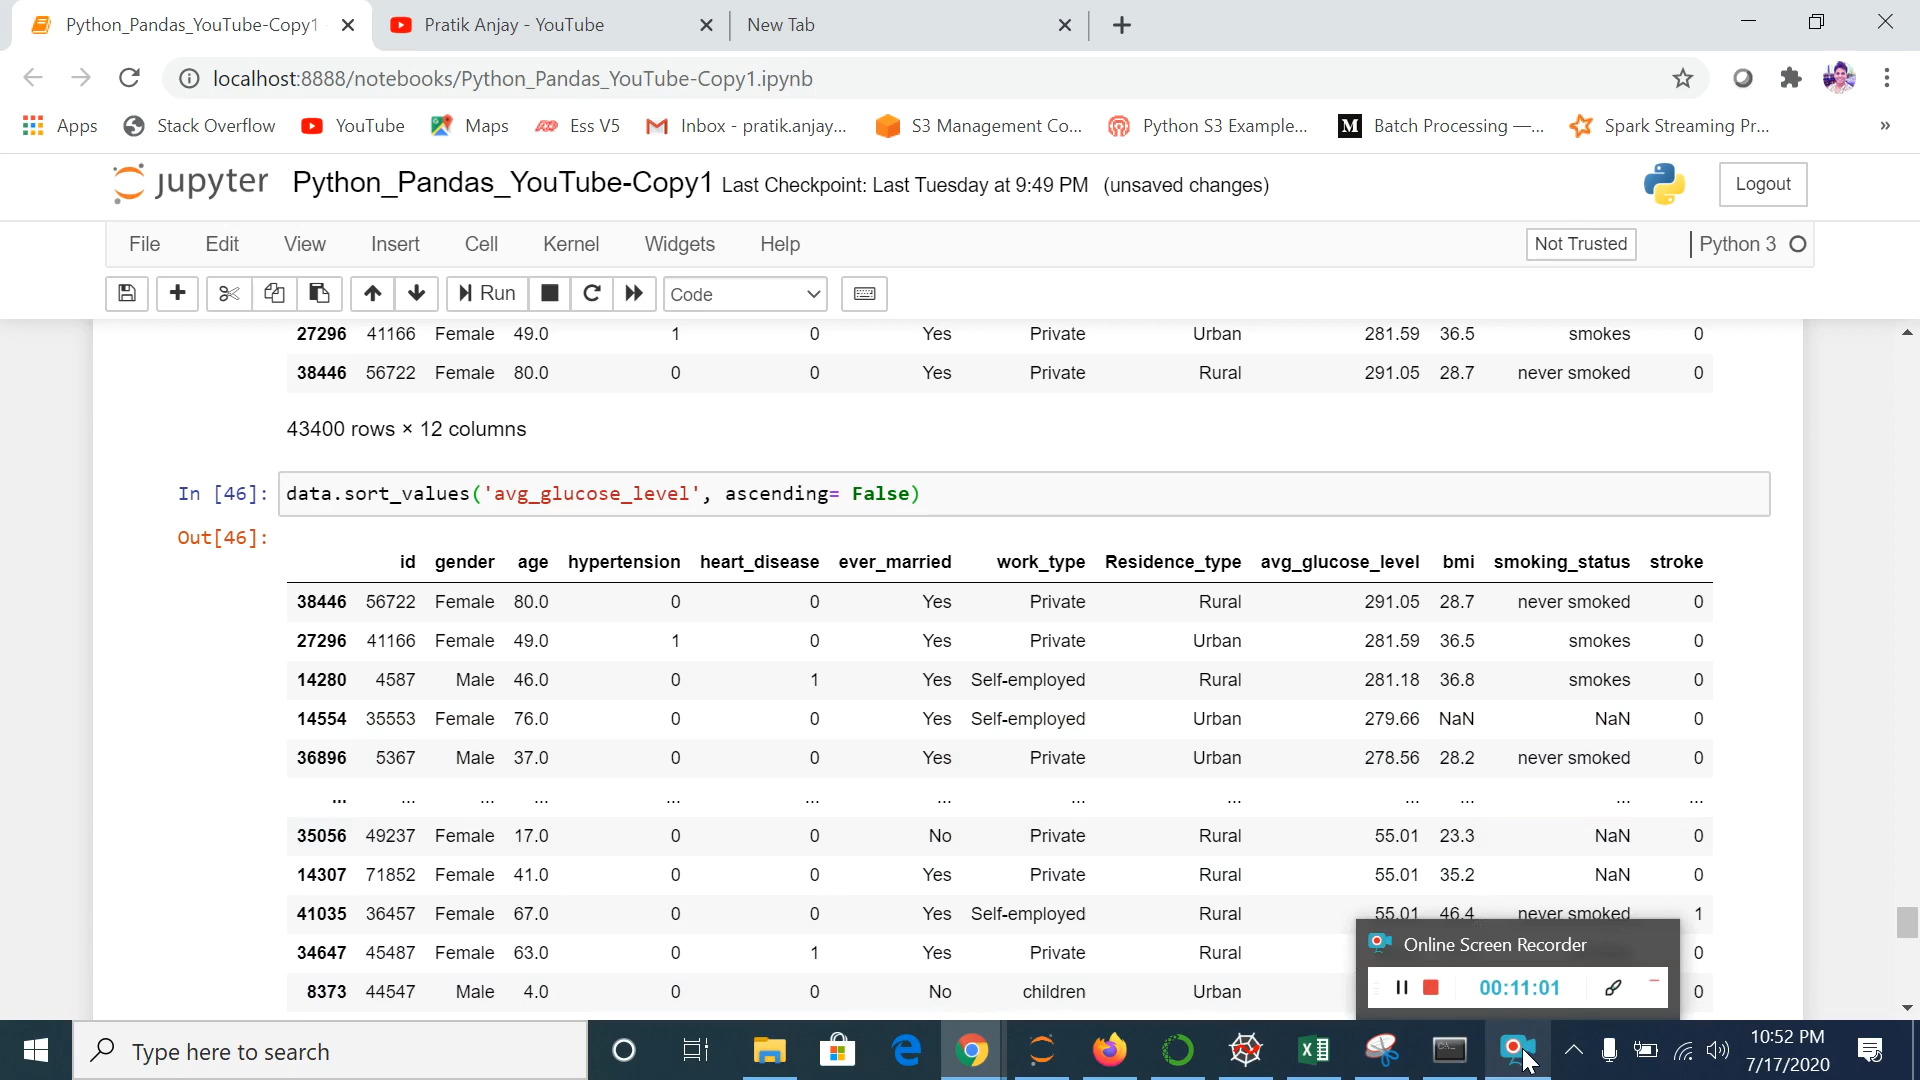 Python_Pandas_YouTube-Copy1
Pratik Anjay - YouTube
New Tab
localhost:8888/notebooks/Python_Pandas_YouTube-Copy1.ipynb
Apps Stack Overflow YouTube Maps Ess V5 Inbox - pratik.anjay... S3 Management Co... Python S3 Example... Batch Processing —... Spark Streaming Pr... »
jupyter Python_Pandas_YouTube-Copy1 Last Checkpoint: Last Tuesday at 9:49 PM (unsaved changes) Logout
File Edit View Insert Cell Kernel Widgets Help Not Trusted Python 3
Run Code
27296 41166 Female 49.0 1 0 Yes Private Urban 281.59 36.5 smokes 0
38446 56722 Female 80.0 0 0 Yes Private Rural 291.05 28.7 never smoked 0
43400 rows × 12 columns
In [46]: data.sort_values('avg_glucose_level', ascending= False)
Out[46]:
id gender age hypertension heart_disease ever_married work_type Residence_type avg_glucose_level bmi smoking_status stroke
38446 56722 Female 80.0 0 0 Yes Private Rural 291.05 28.7 never smoked 0
27296 41166 Female 49.0 1 0 Yes Private Urban 281.59 36.5 smokes 0
14280 4587 Male 46.0 0 1 Yes Self-employed Rural 281.18 36.8 smokes 0
14554 35553 Female 76.0 0 0 Yes Self-employed Urban 279.66 NaN NaN 0
36896 5367 Male 37.0 0 0 Yes Private Urban 278.56 28.2 never smoked 0
... ... ... ... ... ... ... ... ... ... ... ... ...
35056 49237 Female 17.0 0 0 No Private Rural 55.01 23.3 NaN 0
14307 71852 Female 41.0 0 0 Yes Private Rural 55.01 35.2 NaN 0
41035 36457 Female 67.0 0 0 Yes Self-employed Rural 55.01 46.4 never smoked 1
34647 45487 Female 63.0 0 1 Yes Private Rural 0
8373 44547 Male 4.0 0 0 No children Urban 0
Online Screen Recorder
00:11:01
Type here to search
10:52 PM
7/17/2020